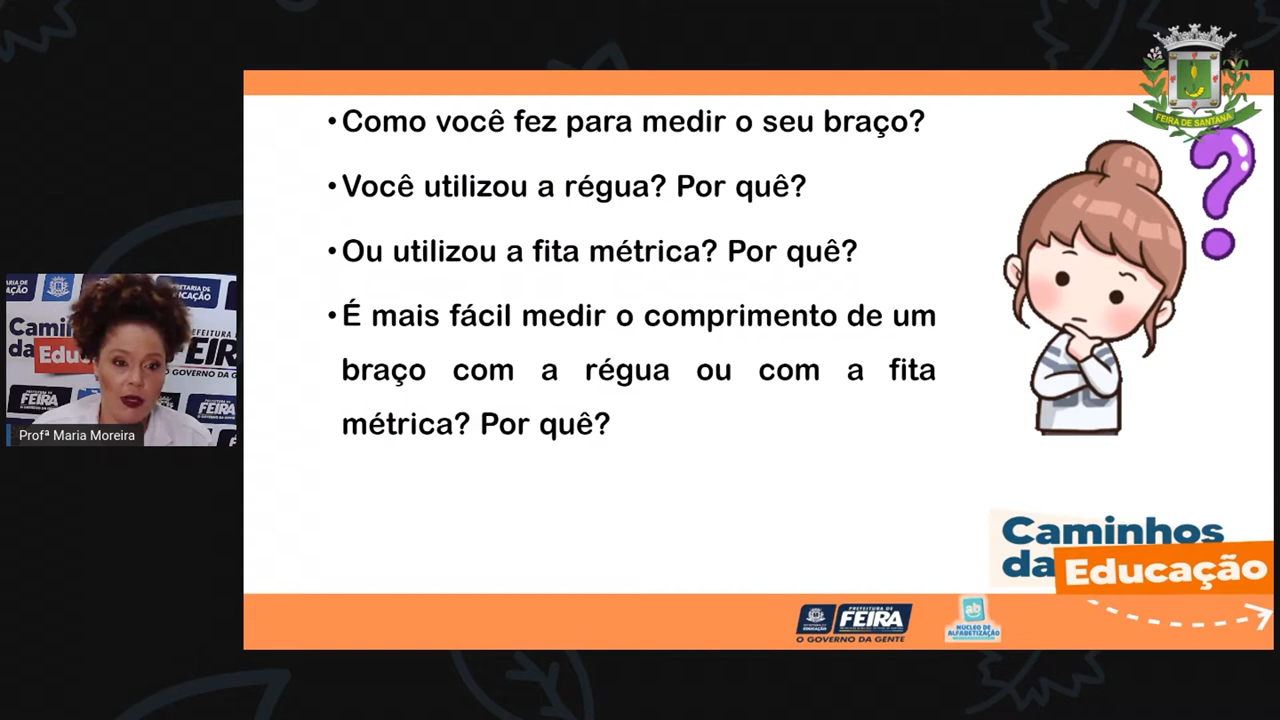 FEIRA DE SANTANA
• Como você fez para medir o seu braço?
• Você utilizou a régua? Por quê?
• Ou utilizou a fita métrica? Por quê?
• É mais fácil medir o comprimento de um
braço com a régua ou com a fita
métrica? Por quê?
Profª Maria Moreira
Caminhos
da Educação
PREFEITURA DE
FEIRA
O GOVERNO DA GENTE
ab
NÚCLEO DE
ALFABETIZAÇÃO